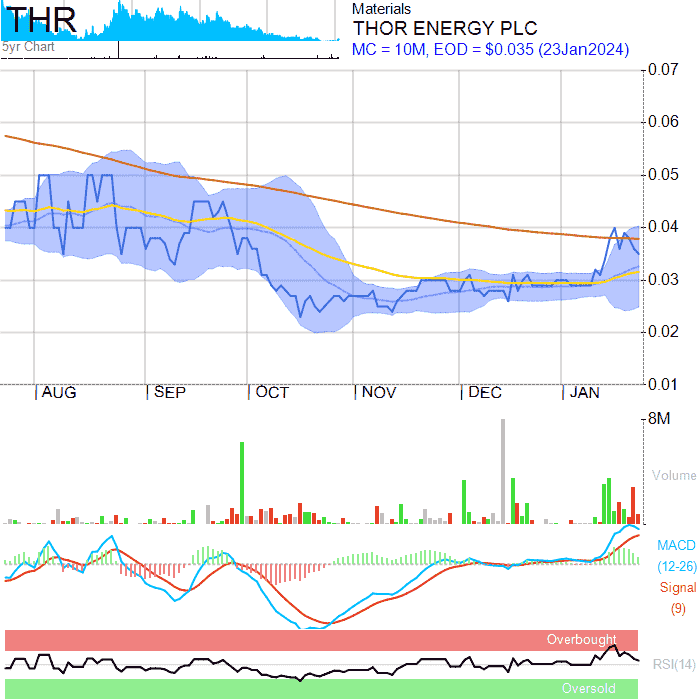 THR
5yr Chart
Materials
THOR ENERGY PLC
MC = 10M, EOD = $0.035 (23Jan2024)
0.07
0.06
0.05
0.04
0.03
0.02
0.01
AUG SEP OCT NOV DEC JAN
8M
Volume
MACD
(12-26)
Signal
(9)
Overbought
RSI(14)
Oversold